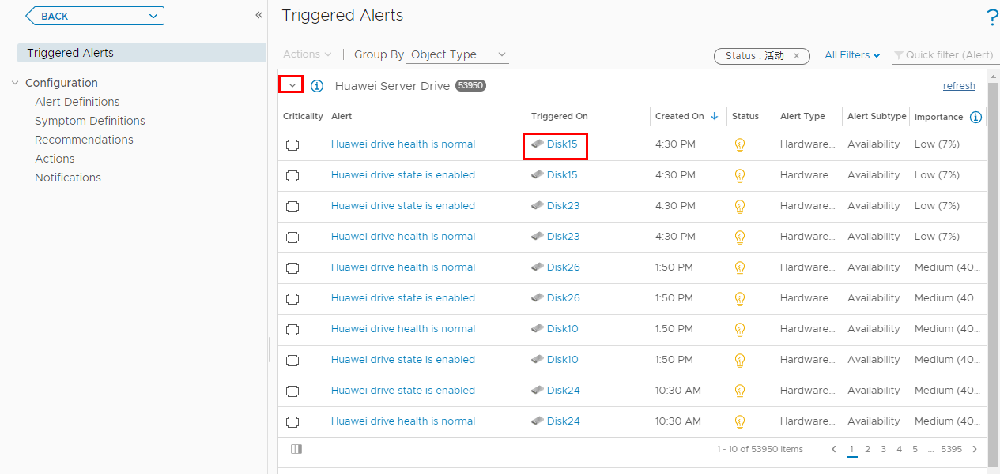 BACK
«
Triggered Alerts
Configuration
Alert Definitions
Symptom Definitions
Recommendations
Actions
Notifications
Triggered Alerts
?
Actions | Group By Object Type Status : 活动 × All Filters Quick filter (Alert)
Huawei Server Drive 53950 refresh
Criticality Alert Triggered On Created On Status Alert Type Alert Subtype Importance
Huawei drive health is normal Disk15 4:30 PM Hardware... Availability Low (7%)
Huawei drive state is enabled Disk15 4:30 PM Hardware... Availability Low (7%)
Huawei drive state is enabled Disk23 4:30 PM Hardware... Availability Low (7%)
Huawei drive health is normal Disk23 4:30 PM Hardware... Availability Low (7%)
Huawei drive health is normal Disk26 1:50 PM Hardware... Availability Medium (40...
Huawei drive state is enabled Disk26 1:50 PM Hardware... Availability Medium (40...
Huawei drive health is normal Disk10 1:50 PM Hardware... Availability Medium (40...
Huawei drive state is enabled Disk10 1:50 PM Hardware... Availability Medium (40...
Huawei drive state is enabled Disk24 10:30 AM Hardware... Availability Medium (40...
Huawei drive health is normal Disk24 10:30 AM Hardware... Availability Medium (40...
1 - 10 of 53950 items 1 2 3 4 5 ... 5395